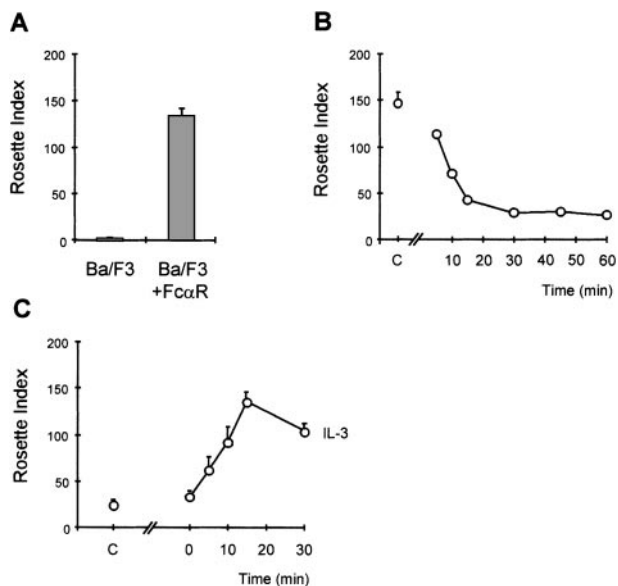 A
200
150
100
50
0
Rosette Index
Ba/F3
Ba/F3
+FcαR
B
200
150
100
50
0
Rosette Index
C
10 20 30 40 50 60
Time (min)
C
200
150
100
50
0
Rosette Index
IL-3
C
0 10 20 30
Time (min)